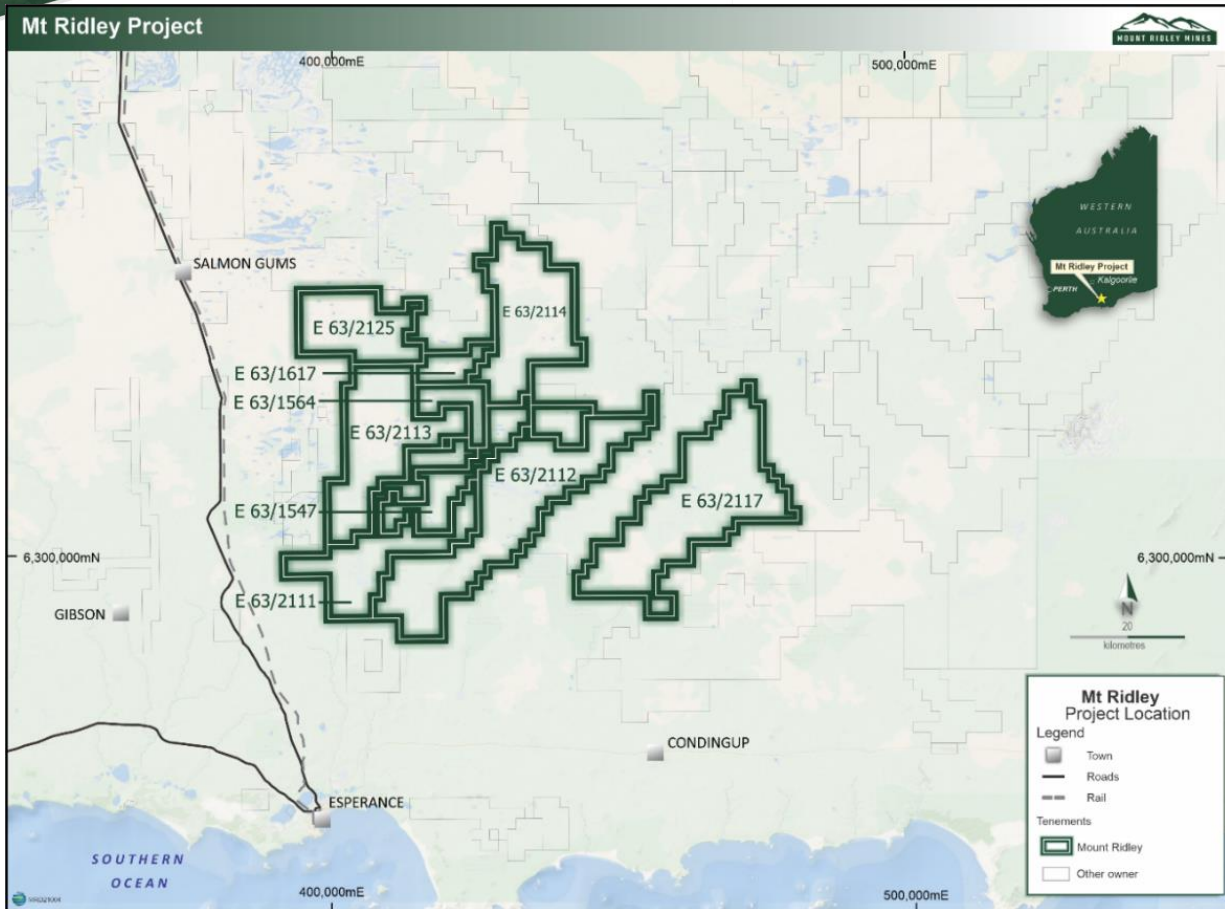 Mt Ridley Project
MOUNT RIDLEY MINES
400,000mE
500,000mE
WESTERN
AUSTRALIA
Mt Ridley Project
Kalgoorlie
PERTH
SALMON GUMS
E 63/2125
E 63/2114
E 63/1617
E 63/1564
E 63/2113
E 63/2112
E 63/2117
E 63/1547
6,300,000mN
6,300,000mN
E 63/2111
GIBSON
N
20
kilometres
Mt Ridley
Project Location
Legend
Town
Roads
Rail
Tenements
Mount Ridley
Other owner
CONDINGUP
ESPERANCE
SOUTHERN
OCEAN
400,000mE
500,000mE